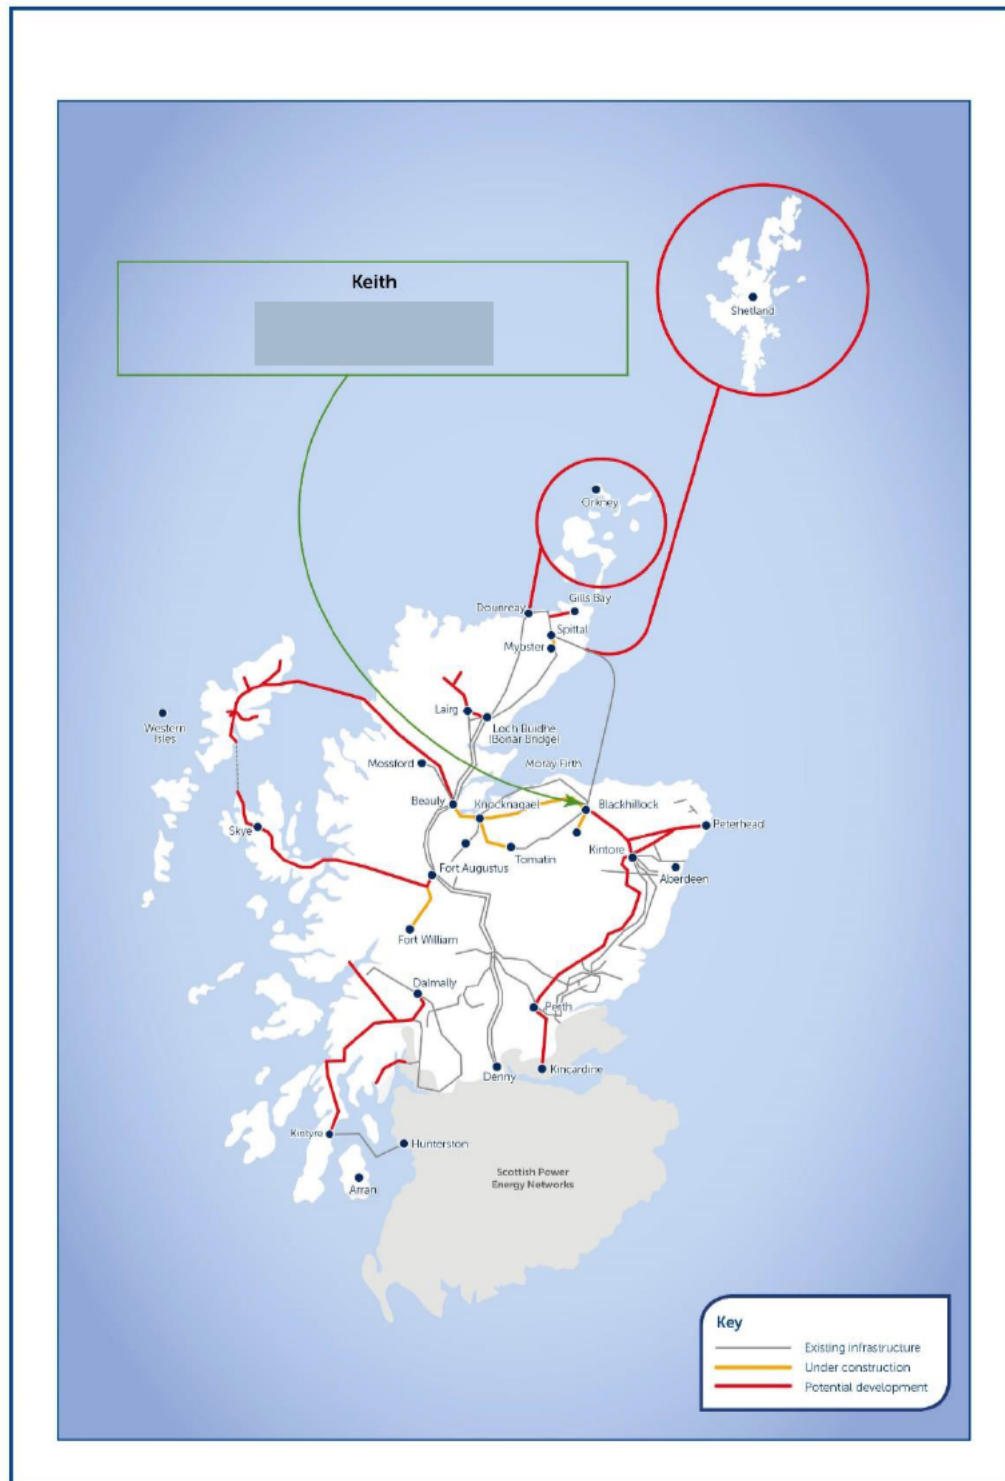 Keith
Shetland
Orkney
Gills Bay
Dounreay
Spittal
Mybster
Lairg
Loch Buidhe
(Bonar Bridge)
Western
Isles
Mossford
Moray Firth
Beauly
Knocknagael
Blackhillock
Skye
Peterhead
Tomatin
Kintore
Fort Augustus
Aberdeen
Fort William
Dalmally
Perth
Denny
Kincardine
Kintyre
Hunterston
Arran
Scottish Power
Energy Networks
Key
Existing infrastructure
Under construction
Potential development